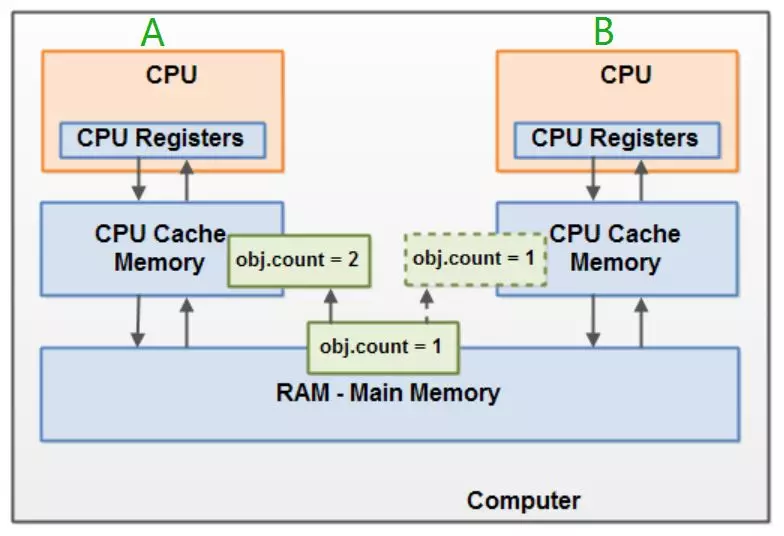 A
B
CPU
CPU
CPU Registers
CPU Registers
CPU Cache
Memory
CPU Cache
Memory
obj.count = 2
obj.count = 1
obj.count = 1
RAM - Main Memory
Computer